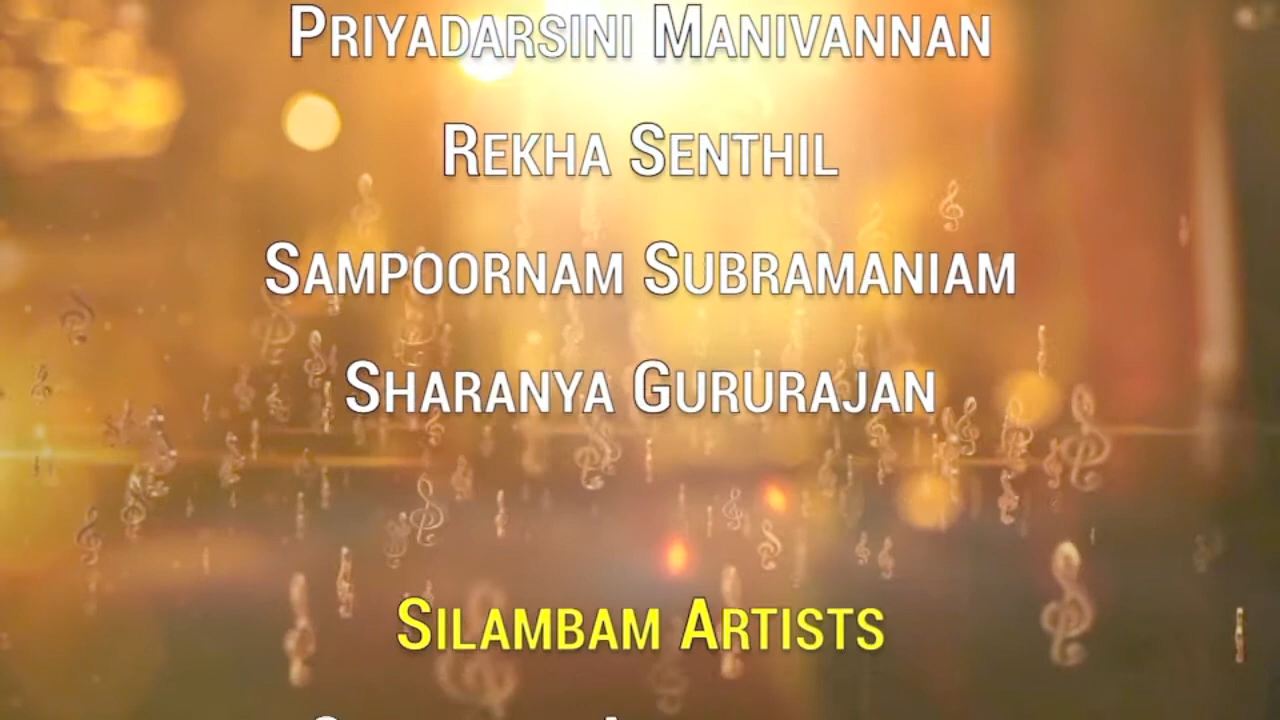 Priyadarsini Manivannan
Rekha Senthil
Sampoornam Subramaniam
Sharanya Gururajan
Silambam Artists